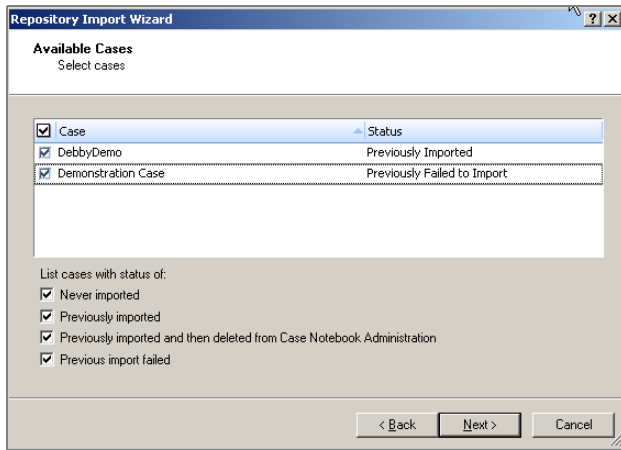 Repository Import Wizard
Available Cases
Select cases
Case Status
DebbyDemo Previously Imported
Demonstration Case Previously Failed to Import
List cases with status of:
Never imported
Previously imported
Previously imported and then deleted from Case Notebook Administration
Previous import failed
< Back Next > Cancel